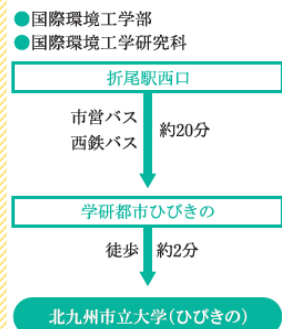 ●国際環境工学部
●国際環境工学研究科
折尾駅西口
市営バス
西鉄バス
約20分
学研都市ひびきの
徒歩 約2分
北九州市立大学(ひびきの)